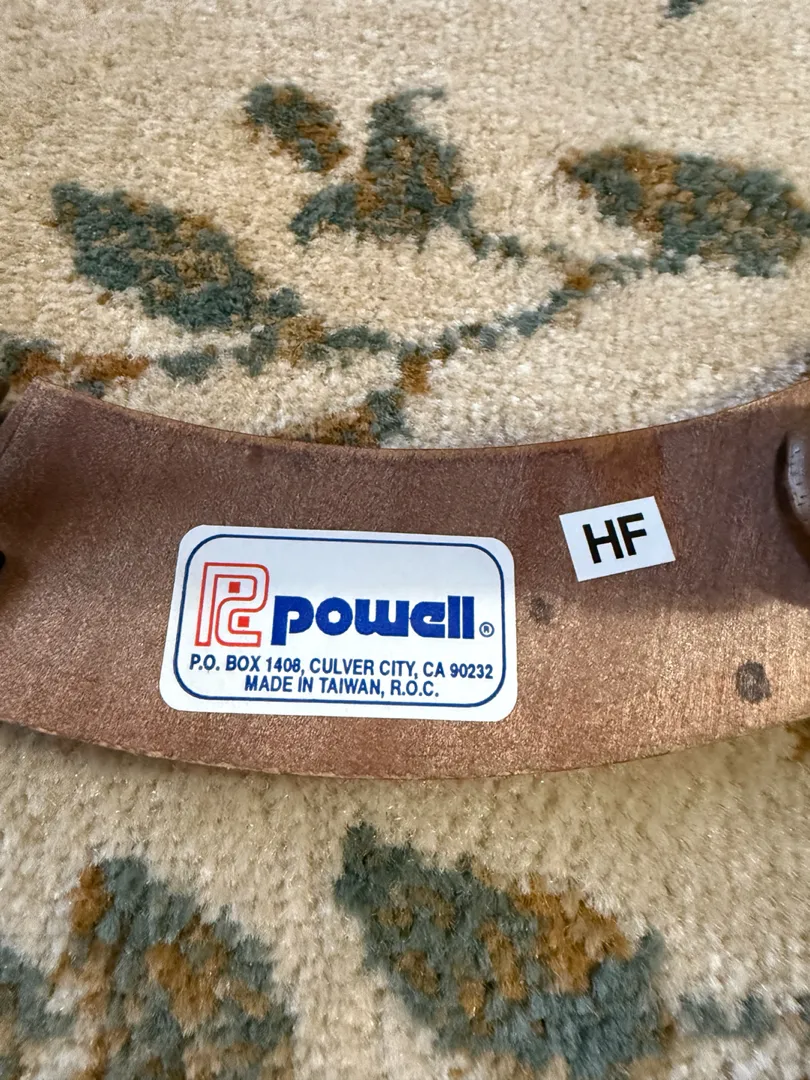 powell®
HF
P.O. BOX 1408, CULVER CITY, CA 90232
MADE IN TAIWAN, R.O.C.